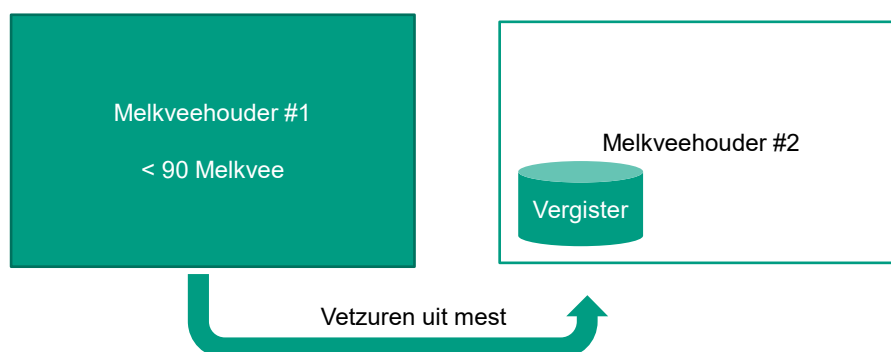 Melkveehouder #1
< 90 Melkvee
Melkveehouder #2
Vergister
Vetzuren uit mest